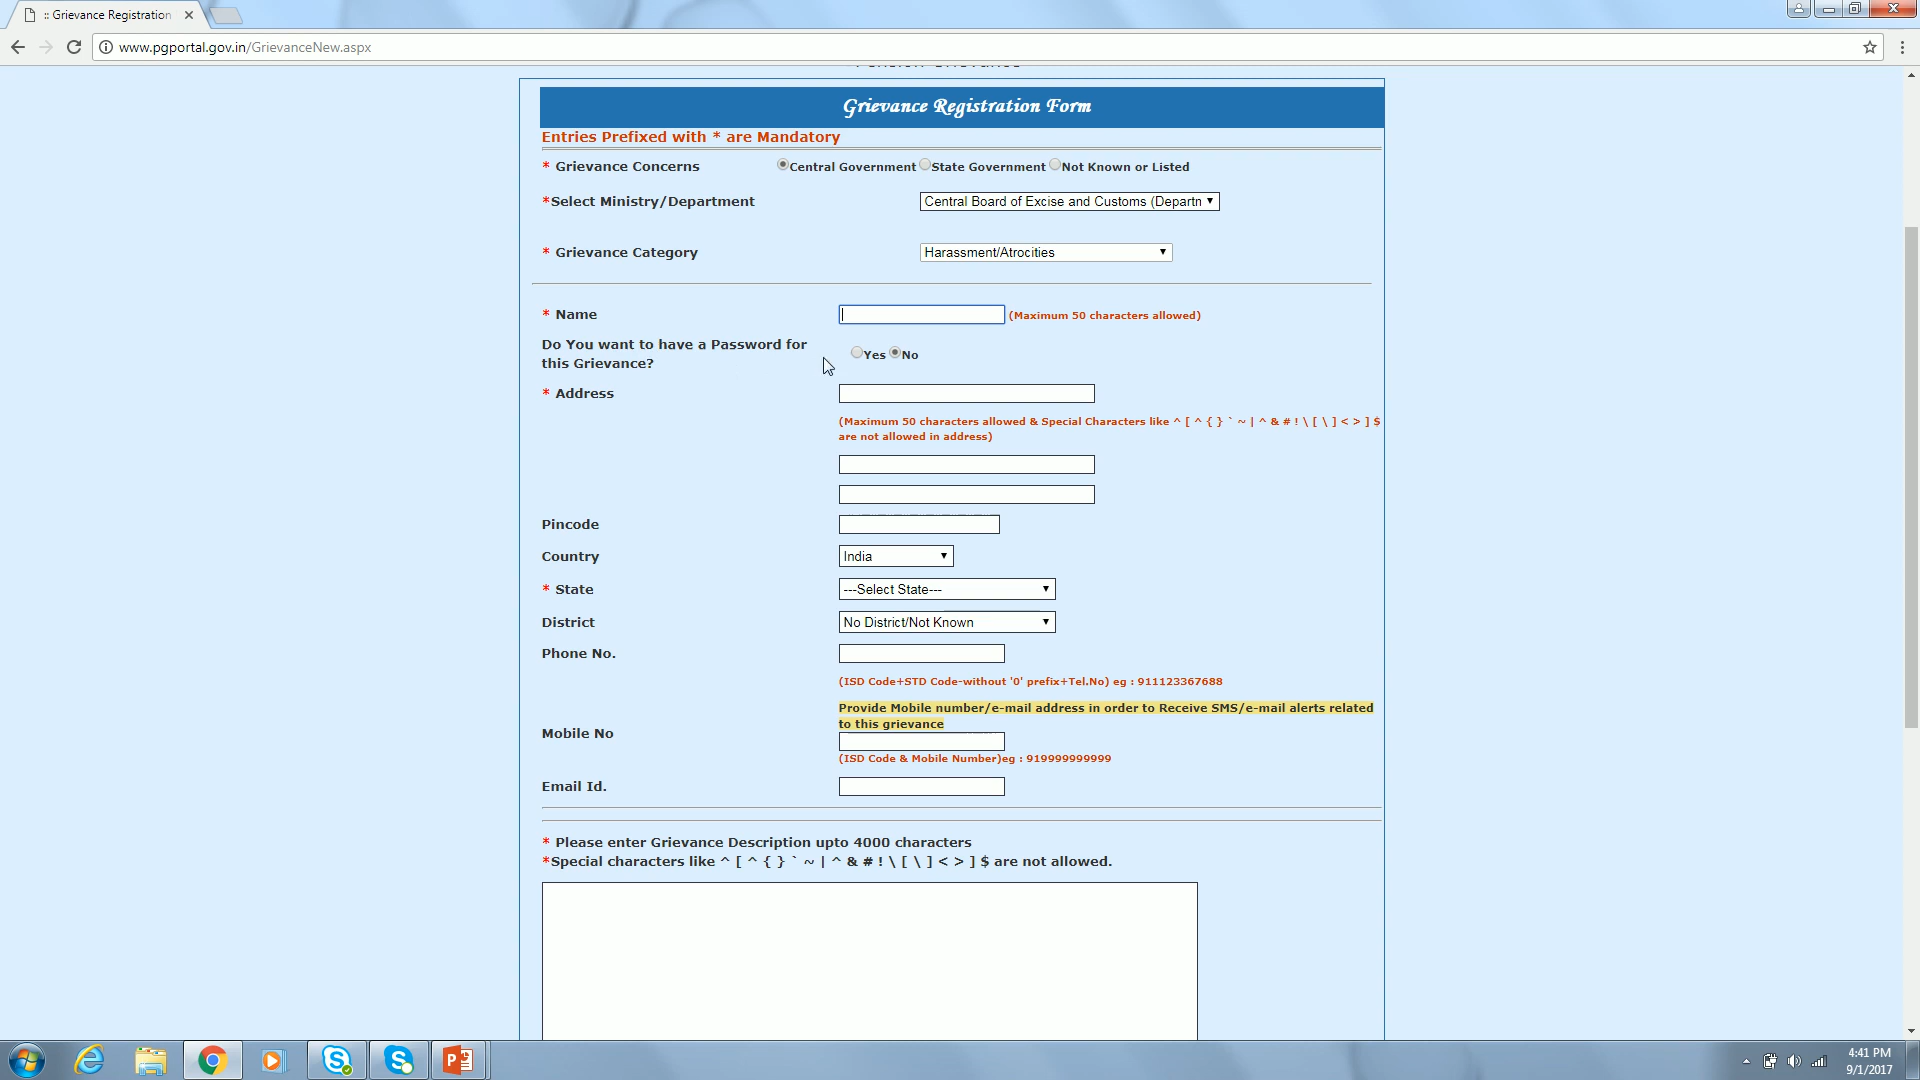 :: Grievance Registration
www.pgportal.gov.in/GrievanceNew.aspx
Grievance Registration Form
Entries Prefixed with * are Mandatory
* Grievance Concerns Central Government State Government Not Known or Listed
*Select Ministry/Department Central Board of Excise and Customs (Departn
* Grievance Category Harassment/Atrocities
* Name (Maximum 50 characters allowed)
Do You want to have a Password for
this Grievance? Yes No
* Address
(Maximum 50 characters allowed & Special Characters like ^ [ ^ { } ` ~ | ^ & # ! \ [ \ ] < > ] $
are not allowed in address)
Pincode
Country India
* State ---Select State---
District No District/Not Known
Phone No.
(ISD Code+STD Code-without '0' prefix+Tel.No) eg : 911123367688
Provide Mobile number/e-mail address in order to Receive SMS/e-mail alerts related
to this grievance
Mobile No
(ISD Code & Mobile Number)eg : 919999999999
Email Id.
* Please enter Grievance Description upto 4000 characters
*Special characters like ^ [ ^ { } ` ~ | ^ & # ! \ [ \ ] < > ] $ are not allowed.
4:41 PM
9/1/2017